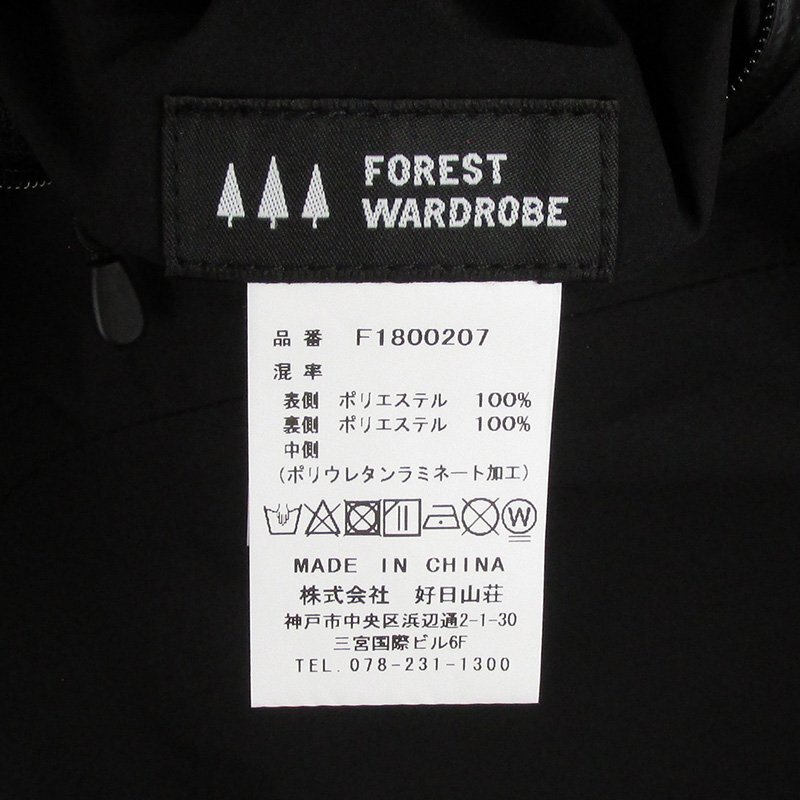 FOREST
WARDROBE
品番 F1800207
混率
表側 ポリエステル 100%
裏側 ポリエステル 100%
中側
(ポリウレタンラミネート加工)
W
MADE IN CHINA
株式会社 好日山荘
神戸市中央区浜辺通2-1-30
三宮国際ビル6F
TEL.078-231-1300